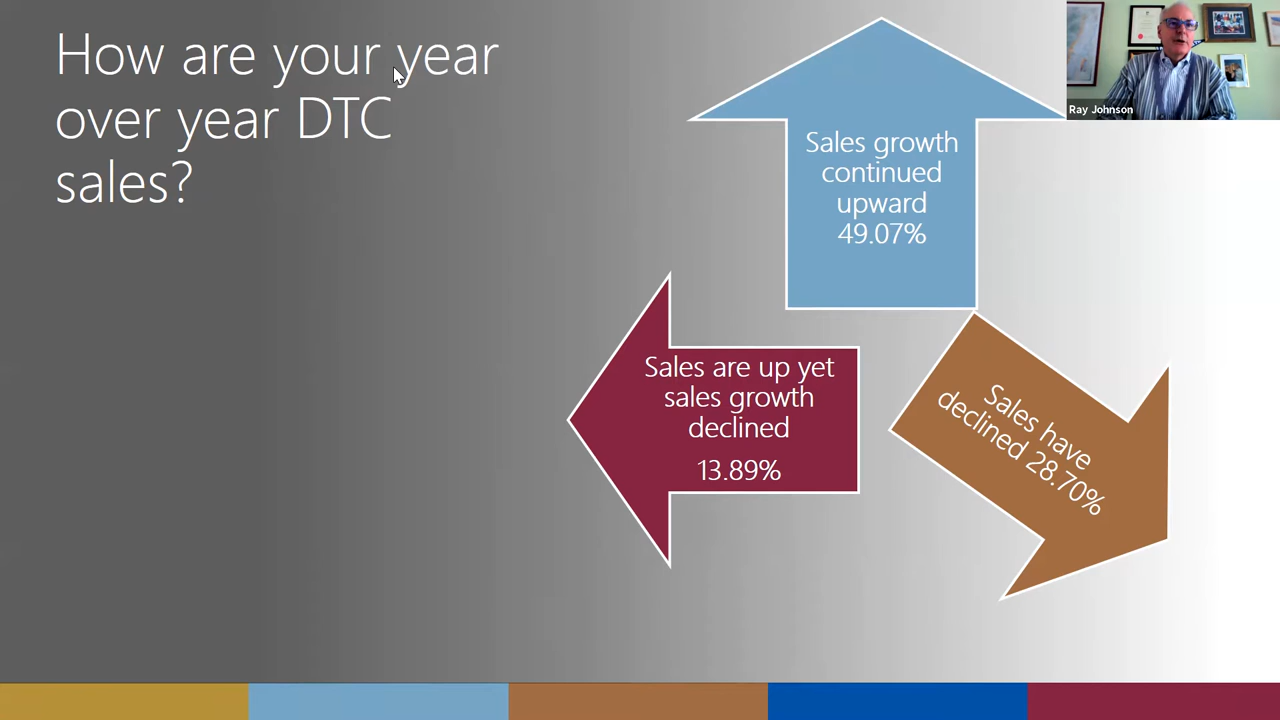 How are your year
over year DTC
sales?
Ray Johnson
Sales growth
continued
upward
49.07%
Sales are up yet
sales growth
declined
13.89%
Sales have
declined 28.70%